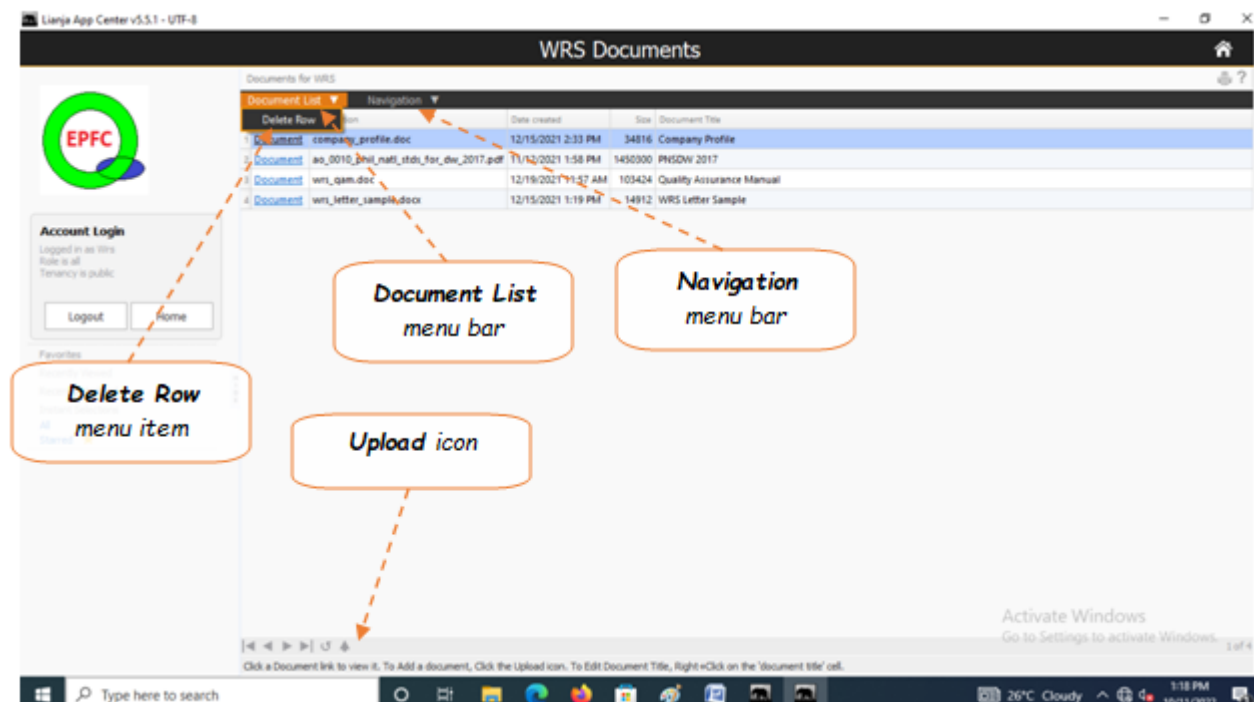 Lianja App Center v5.5.1 - UTF-8
WRS Documents
Documents for WRS
Document List ▼ Navigation ▼
Delete Row Date created Size Document Title
1 Document company_profile.doc 12/15/2021 2:33 PM 34816 Company Profile
2 Document ao_0010_phil_natl_stds_for_dw_2017.pdf 11/12/2021 1:58 PM 1450300 PNSDW 2017
3 Document wrs_qam.doc 12/19/2021 11:57 AM 103424 Quality Assurance Manual
4 Document wrs_letter_sample.docx 12/15/2021 1:19 PM 14912 WRS Letter Sample
EPFC
Account Login
Logged in as Wrs
Role is all
Tenancy is public
Logout Home
Favorites
Document List
menu bar
Navigation
menu bar
Delete Row
menu item
Upload icon
Activate Windows
Go to Settings to activate Windows.
1 of 4
Click a Document link to view it. To Add a document, Click the Upload icon. To Edit Document Title, Right+Click on the 'document title' cell.
Type here to search
26°C Cloudy
1:18 PM